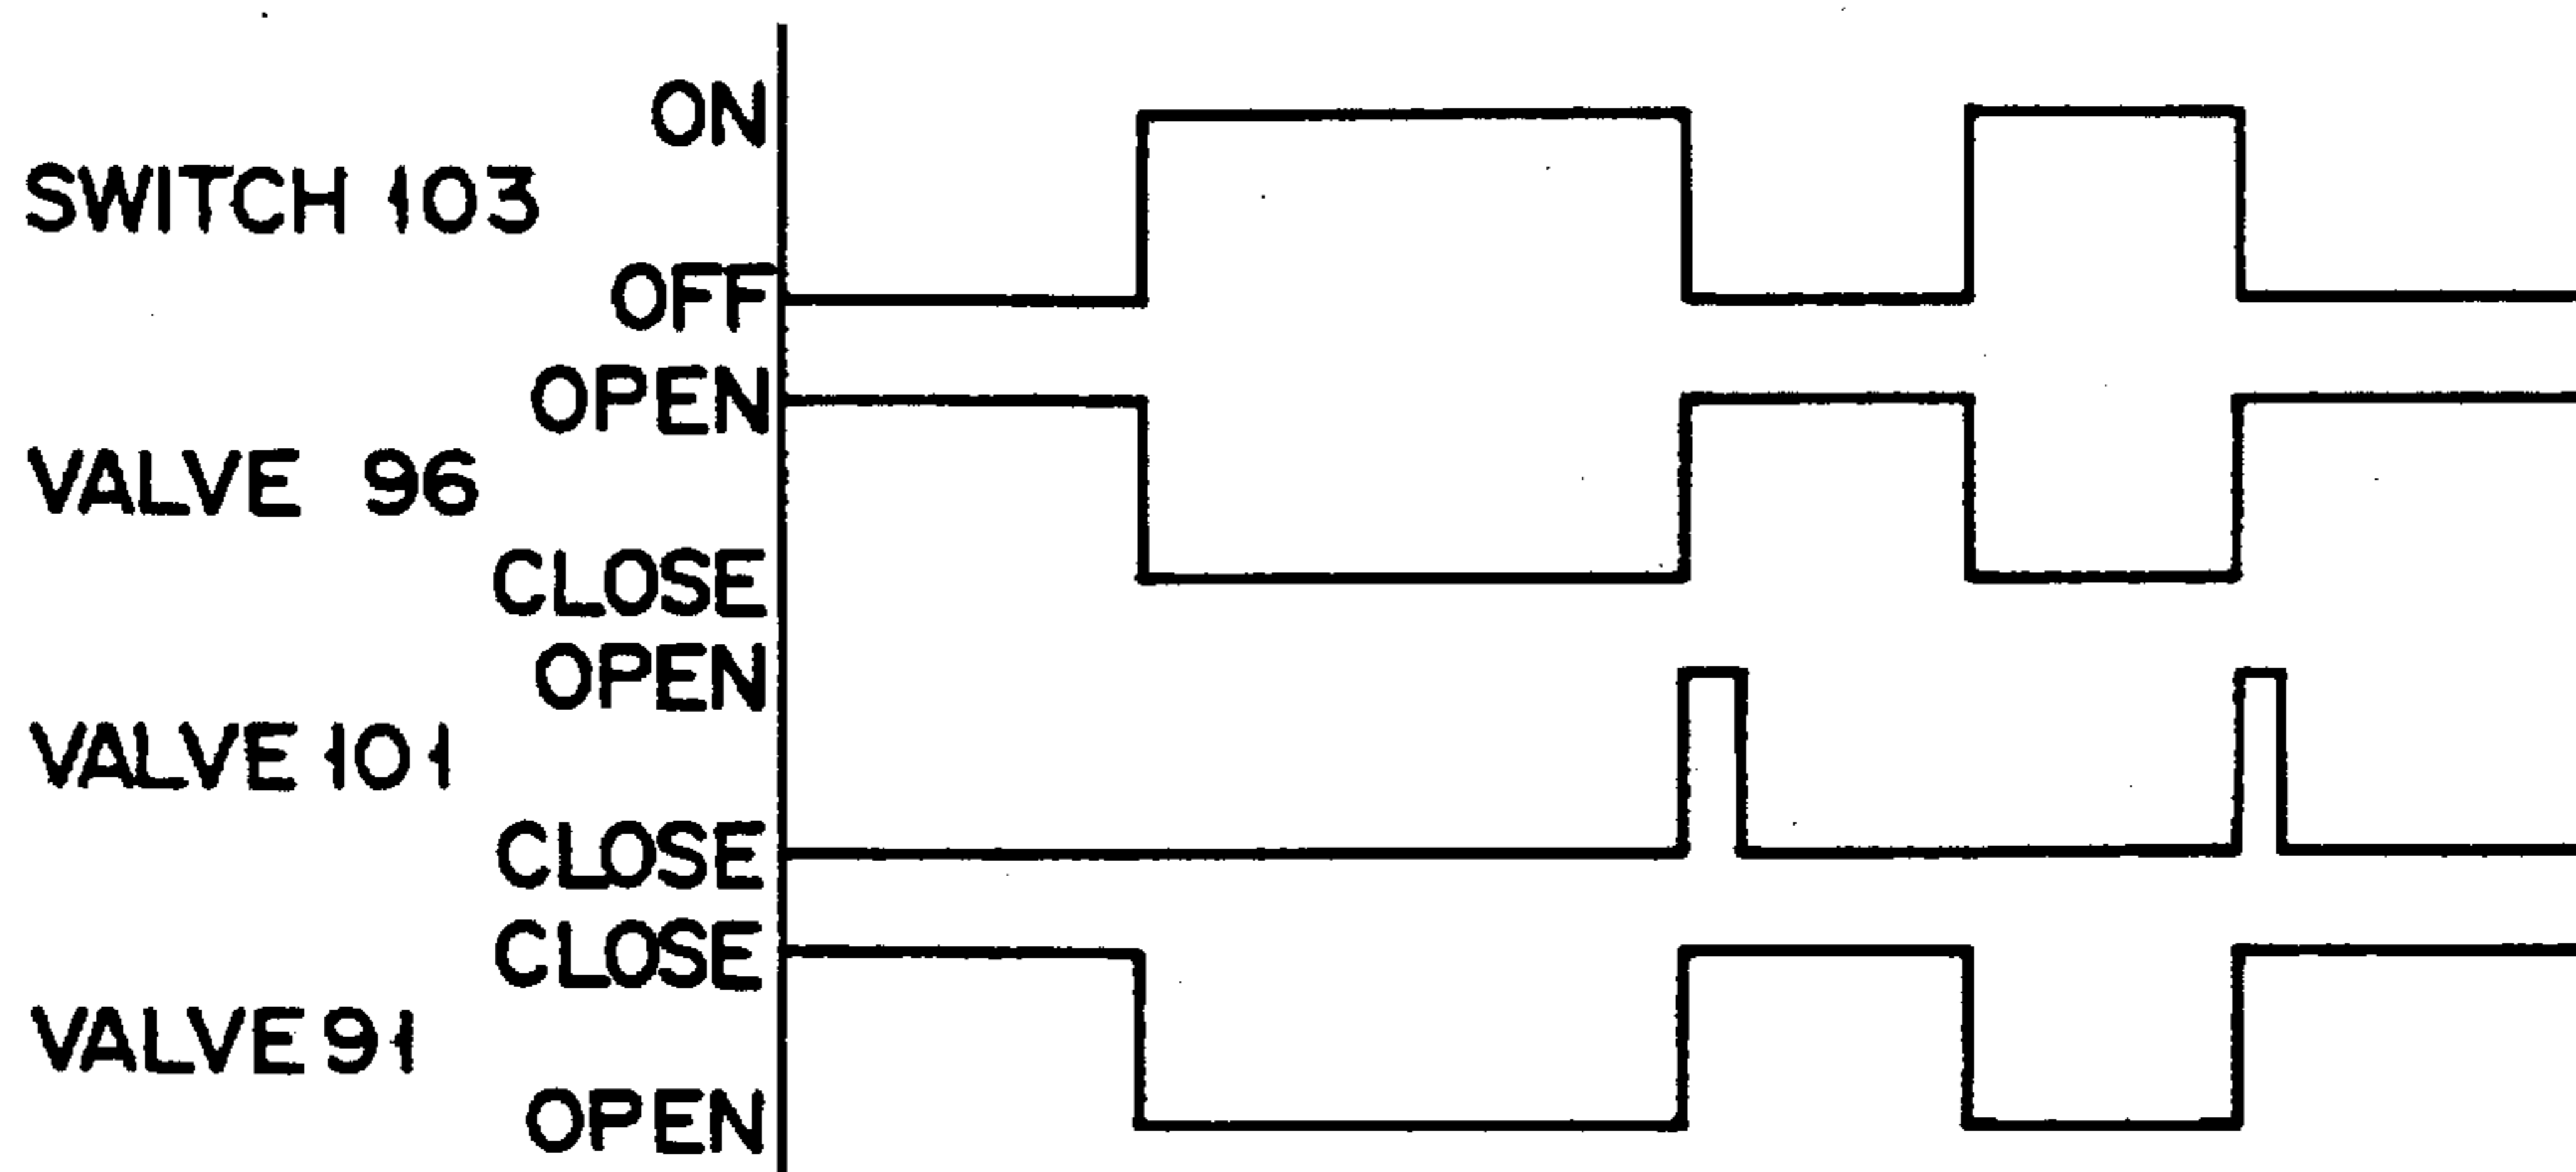 ON
SWITCH 103
OFF
OPEN
VALVE 96
CLOSE
OPEN
VALVE 101
CLOSE
CLOSE
VALVE 91
OPEN